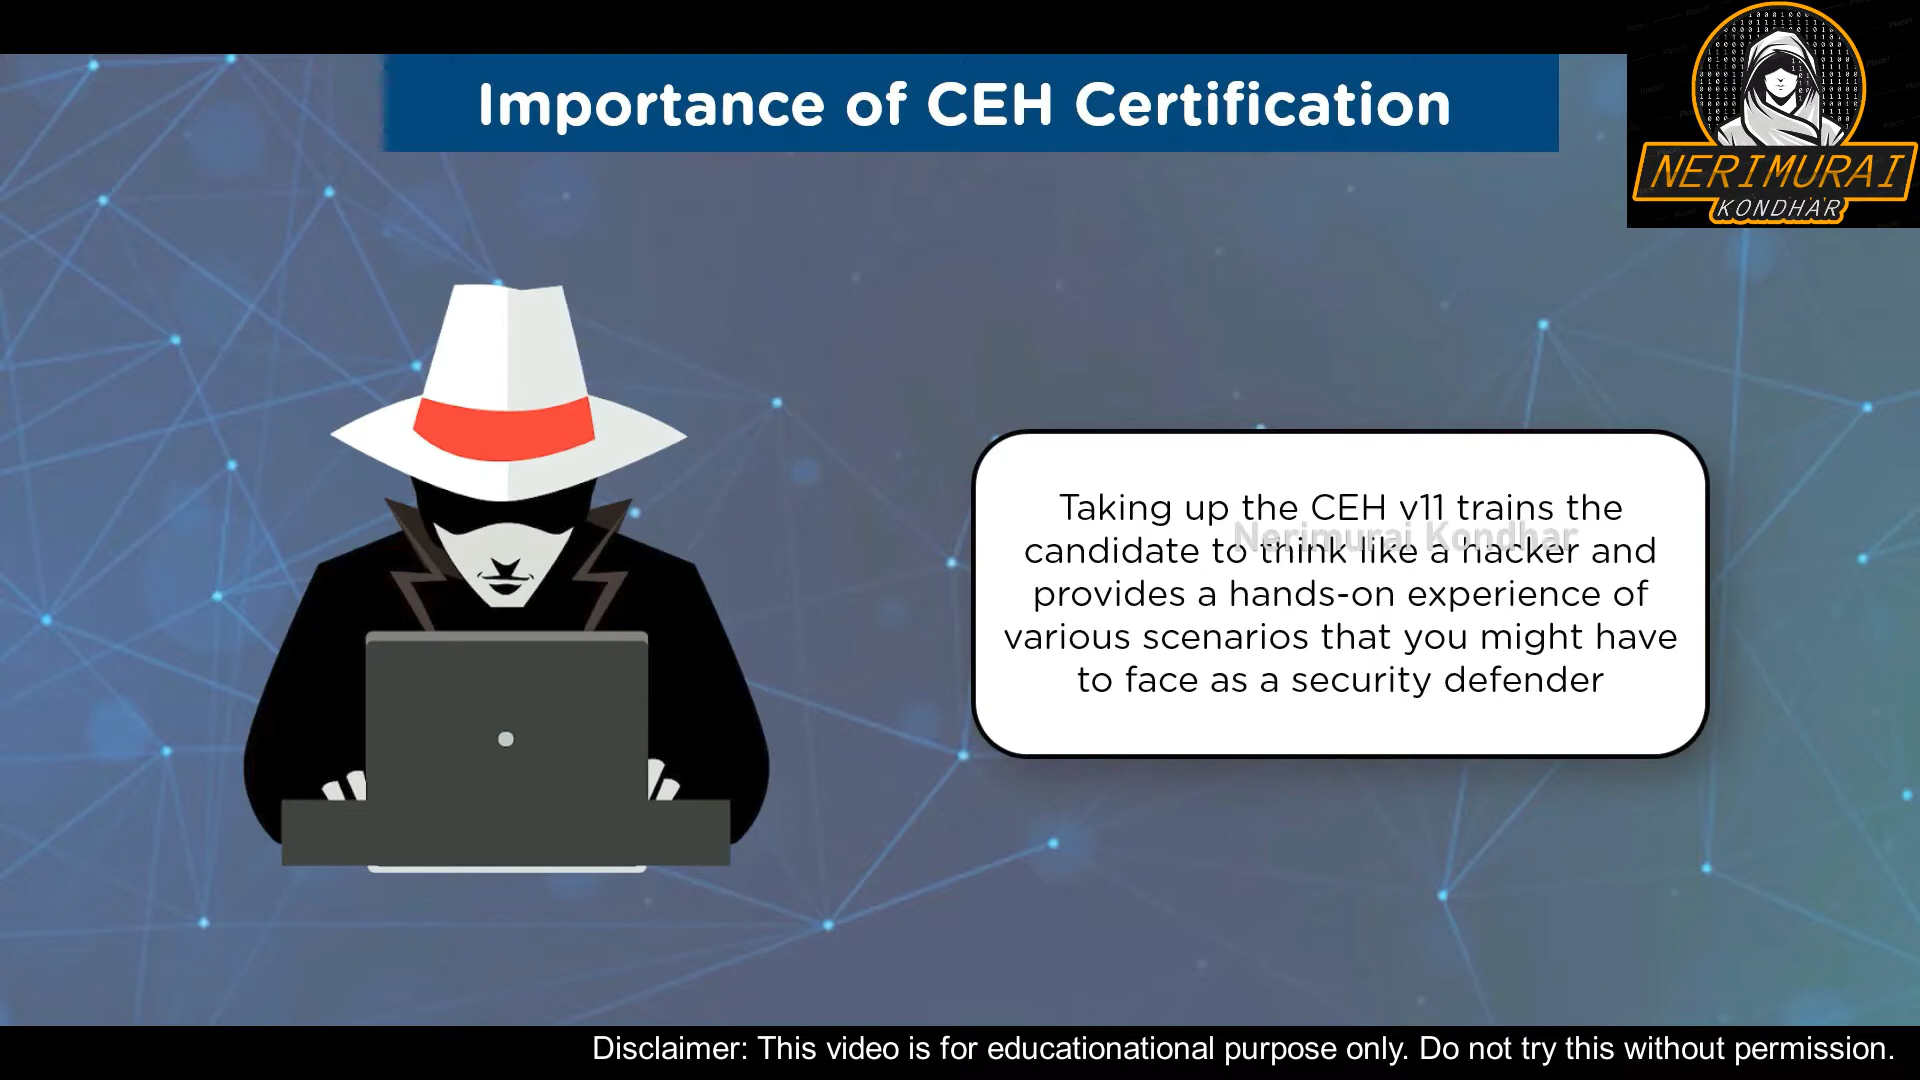 Importance of CEH Certification
NERIMURAI
KONDHAR
Taking up the CEH v11 trains the
candidate to think like a hacker and
provides a hands-on experience of
various scenarios that you might have
to face as a security defender
Nerimurai Kondhar
Disclaimer: This video is for educationational purpose only. Do not try this without permission.